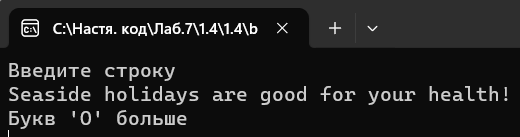 C:\Настя. код\Лаб.7\1.4\1.4\b
Введите строку
Seaside holidays are good for your health!
Букв 'О' больше